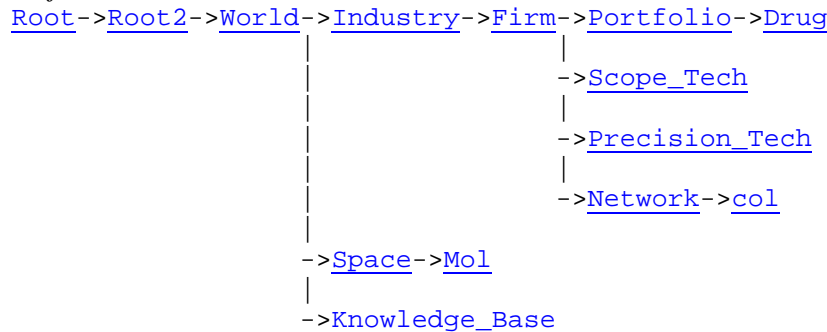 Root->Root2->World->Industry->Firm->Portfolio->Drug
|                |
|                ->Scope_Tech
|                |
|                ->Precision_Tech
|                |
|                ->Network->col
|
->Space->Mol
|
->Knowledge_Base